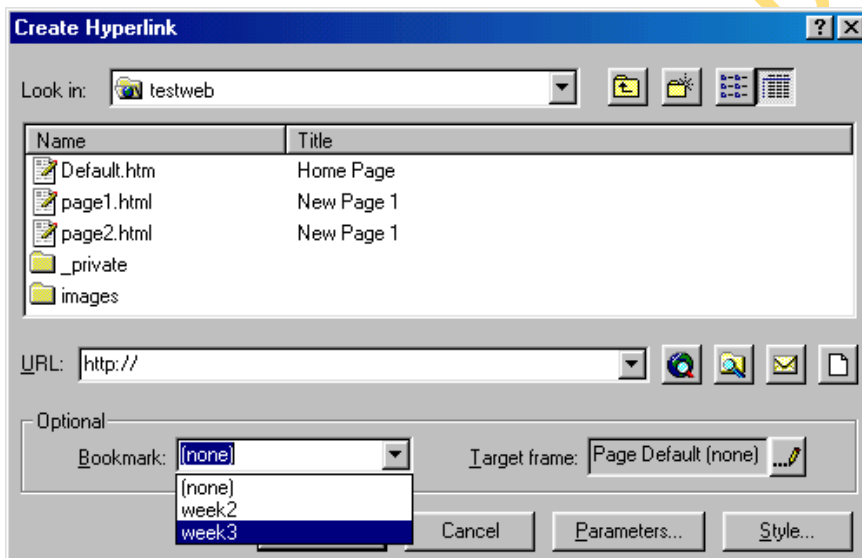 Create Hyperlink
Look in: testweb
Name Title
Default.htm Home Page
page1.html New Page 1
page2.html New Page 1
_private
images
URL: http://
Optional
Bookmark: (none) Target frame: Page Default (none) ...
(none)
week2
week3
Cancel Parameters... Style...